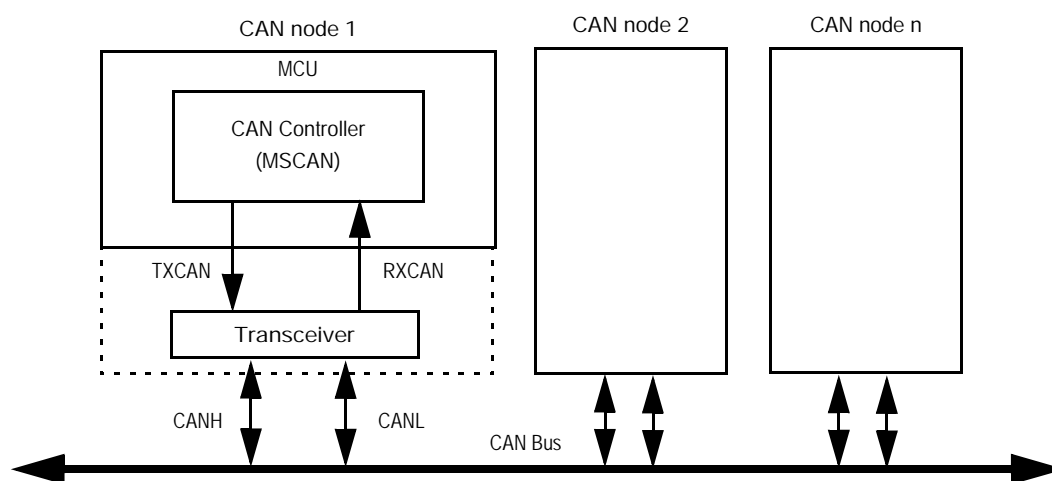 CAN node 1
CAN node 2
CAN node n
MCU
CAN Controller
(MSCAN)
TXCAN
RXCAN
Transceiver
CANH
CANL
CAN Bus